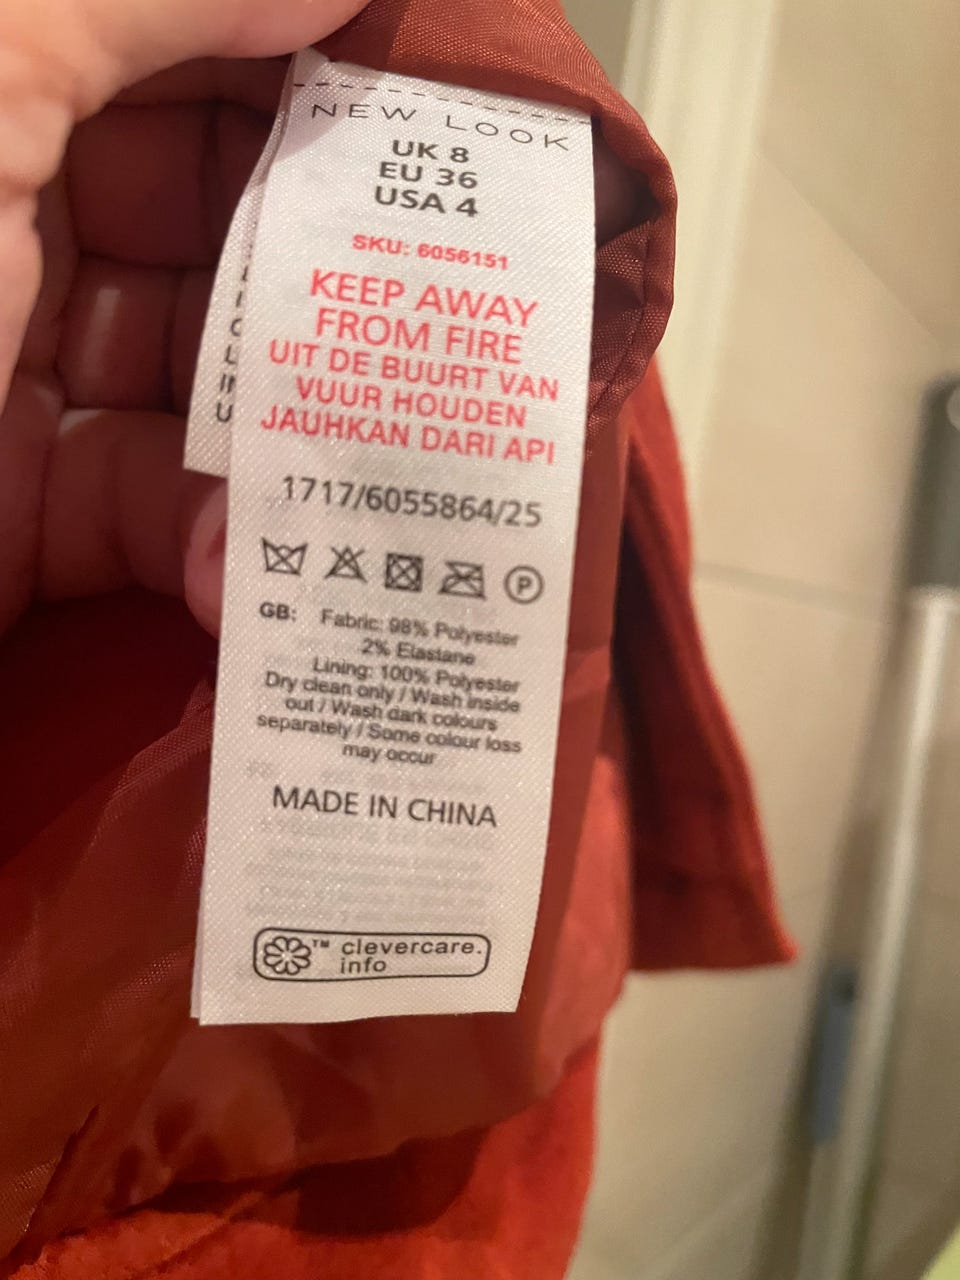 NEW LOOK
UK 8
EU 36
USA 4
SKU: 6056151
KEEP AWAY
FROM FIRE
UIT DE BUURT VAN
VUUR HOUDEN
JAUHKAN DARI API
1717/6055864/25
P
GB: Fabric: 98% Polyester
2% Elastane
Lining: 100% Polyester
Dry clean only / Wash inside
out / Wash dark colours
separately / Some colour loss
may occur
MADE IN CHINA
™ clevercare.
info